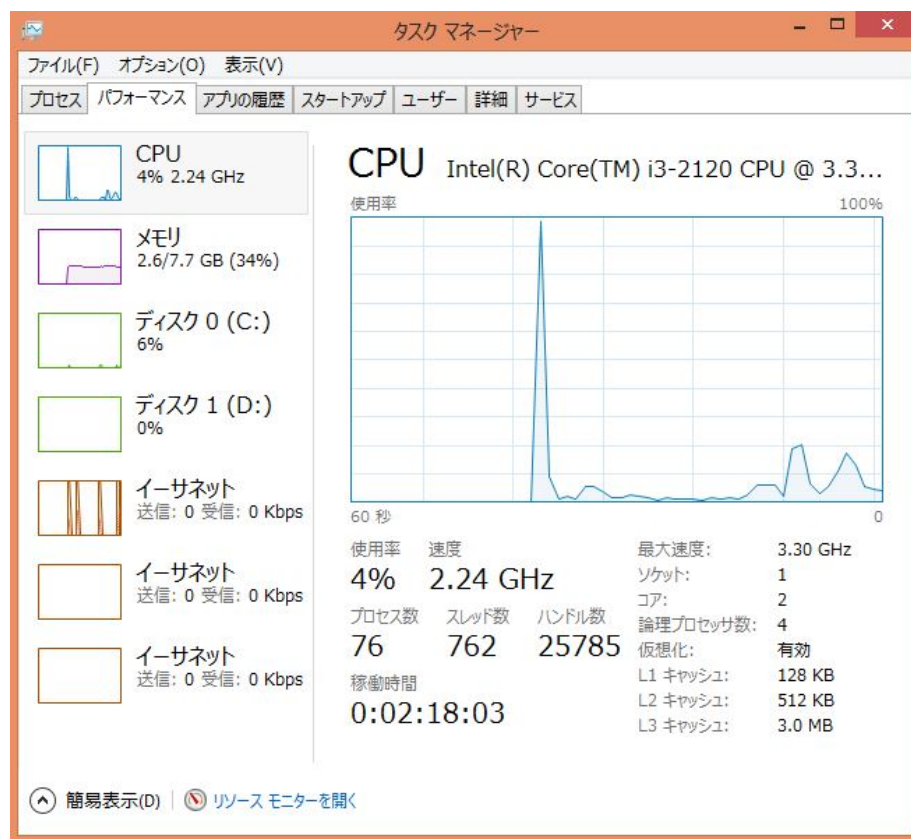 タスク マネージャー
ファイル(F) オプション(O) 表示(V)
プロセス パフォーマンス アプリの履歴 スタートアップ ユーザー 詳細 サービス
CPU
4% 2.24 GHz
メモリ
2.6/7.7 GB (34%)
ディスク 0 (C:)
6%
ディスク 1 (D:)
0%
イーサネット
送信: 0 受信: 0 Kbps
イーサネット
送信: 0 受信: 0 Kbps
イーサネット
送信: 0 受信: 0 Kbps
CPU Intel(R) Core(TM) i3-2120 CPU @ 3.3...
使用率 100%
60 秒 0
使用率 速度
4% 2.24 GHz
プロセス数 スレッド数 ハンドル数
76 762 25785
稼働時間
0:02:18:03
最大速度: 3.30 GHz
ソケット: 1
コア: 2
論理プロセッサ数: 4
仮想化: 有効
L1 キャッシュ: 128 KB
L2 キャッシュ: 512 KB
L3 キャッシュ: 3.0 MB
簡易表示(D) リソース モニターを開く